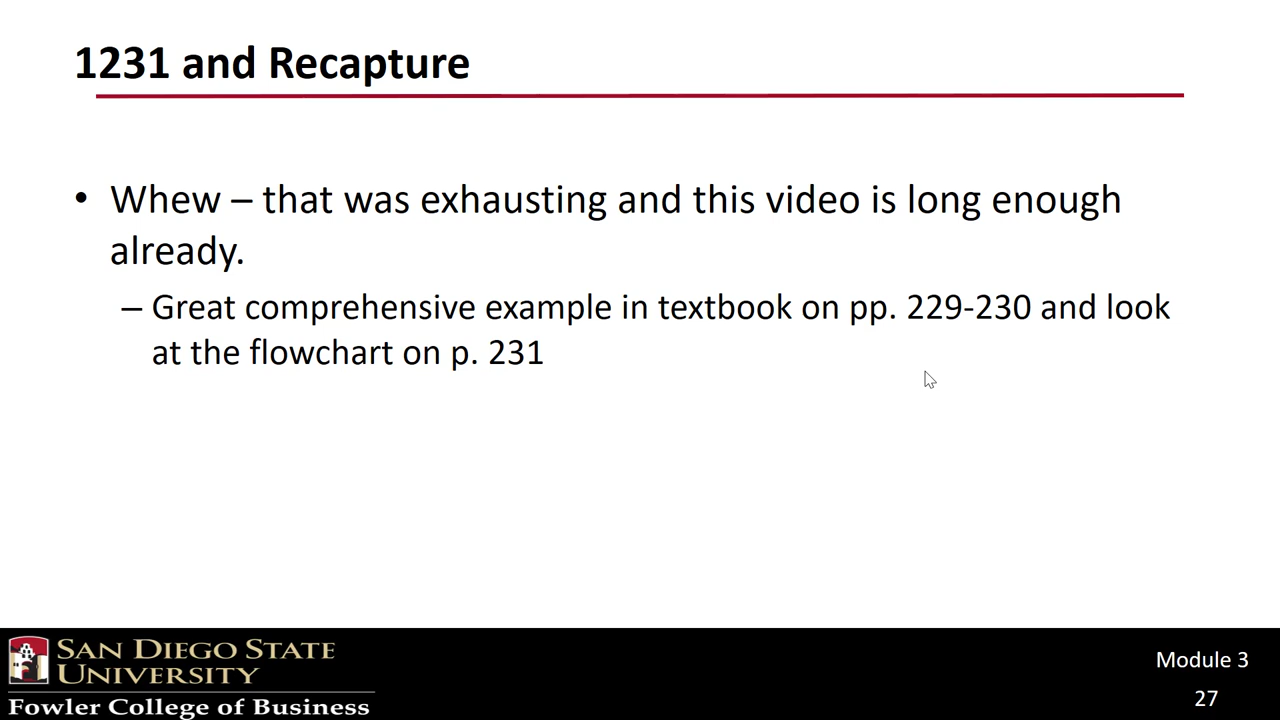 1231 and Recapture
• Whew – that was exhausting and this video is long enough
already.
– Great comprehensive example in textbook on pp. 229-230 and look
at the flowchart on p. 231
SAN DIEGO STATE
UNIVERSITY
Fowler College of Business
Module 3
27